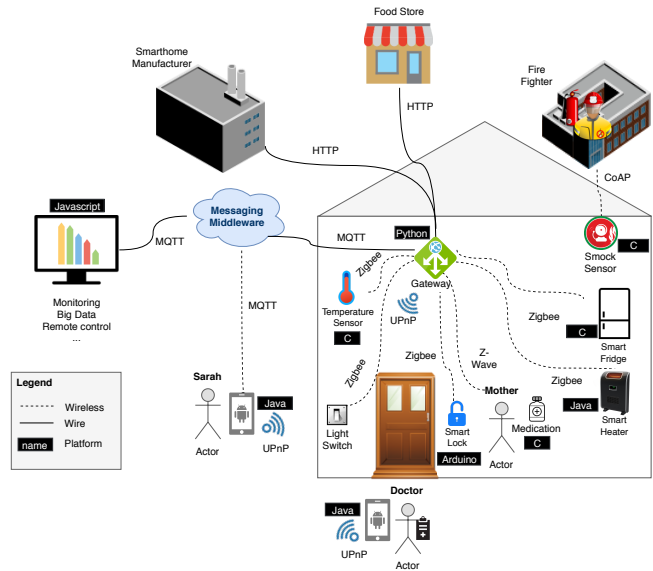 Food Store
Smarthome
Manufacturer
Fire
Fighter
HTTP
HTTP
CoAP
Javascript
Messaging
Middleware
MQTT
MQTT
Python
C
Smock
Sensor
Zigbee
Gateway
Monitoring
Big Data
Remote control
...
MQTT
Temperature
Sensor
C
UPnP
Zigbee
C
Smart
Fridge
Zigbee
Zigbee
Z-
Wave
Zigbee
Legend
Wireless
Wire
name
Platform
Sarah
Java
UPnP
Actor
Light
Switch
Smart
Lock
Arduino
Mother
Actor
Medication
C
Java
Smart
Heater
Doctor
Java
UPnP
Actor